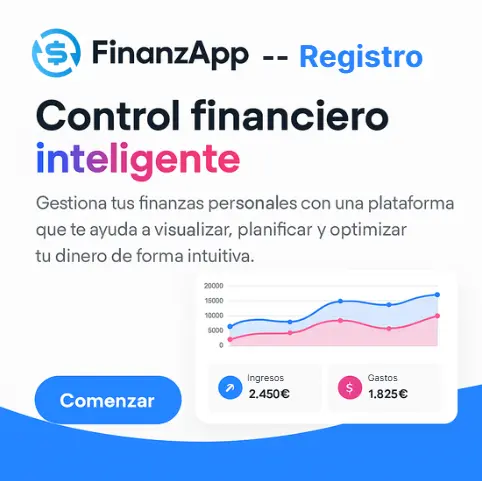 FinanzApp -- Registro
Control financiero
inteligente
Gestiona tus finanzas personales con una plataforma
que te ayuda a visualizar, planificar y optimizar
tu dinero de forma intuitiva.
20000
15000
10000
5000
0
Ingresos
2.450€
Gastos
1.825€
Comenzar